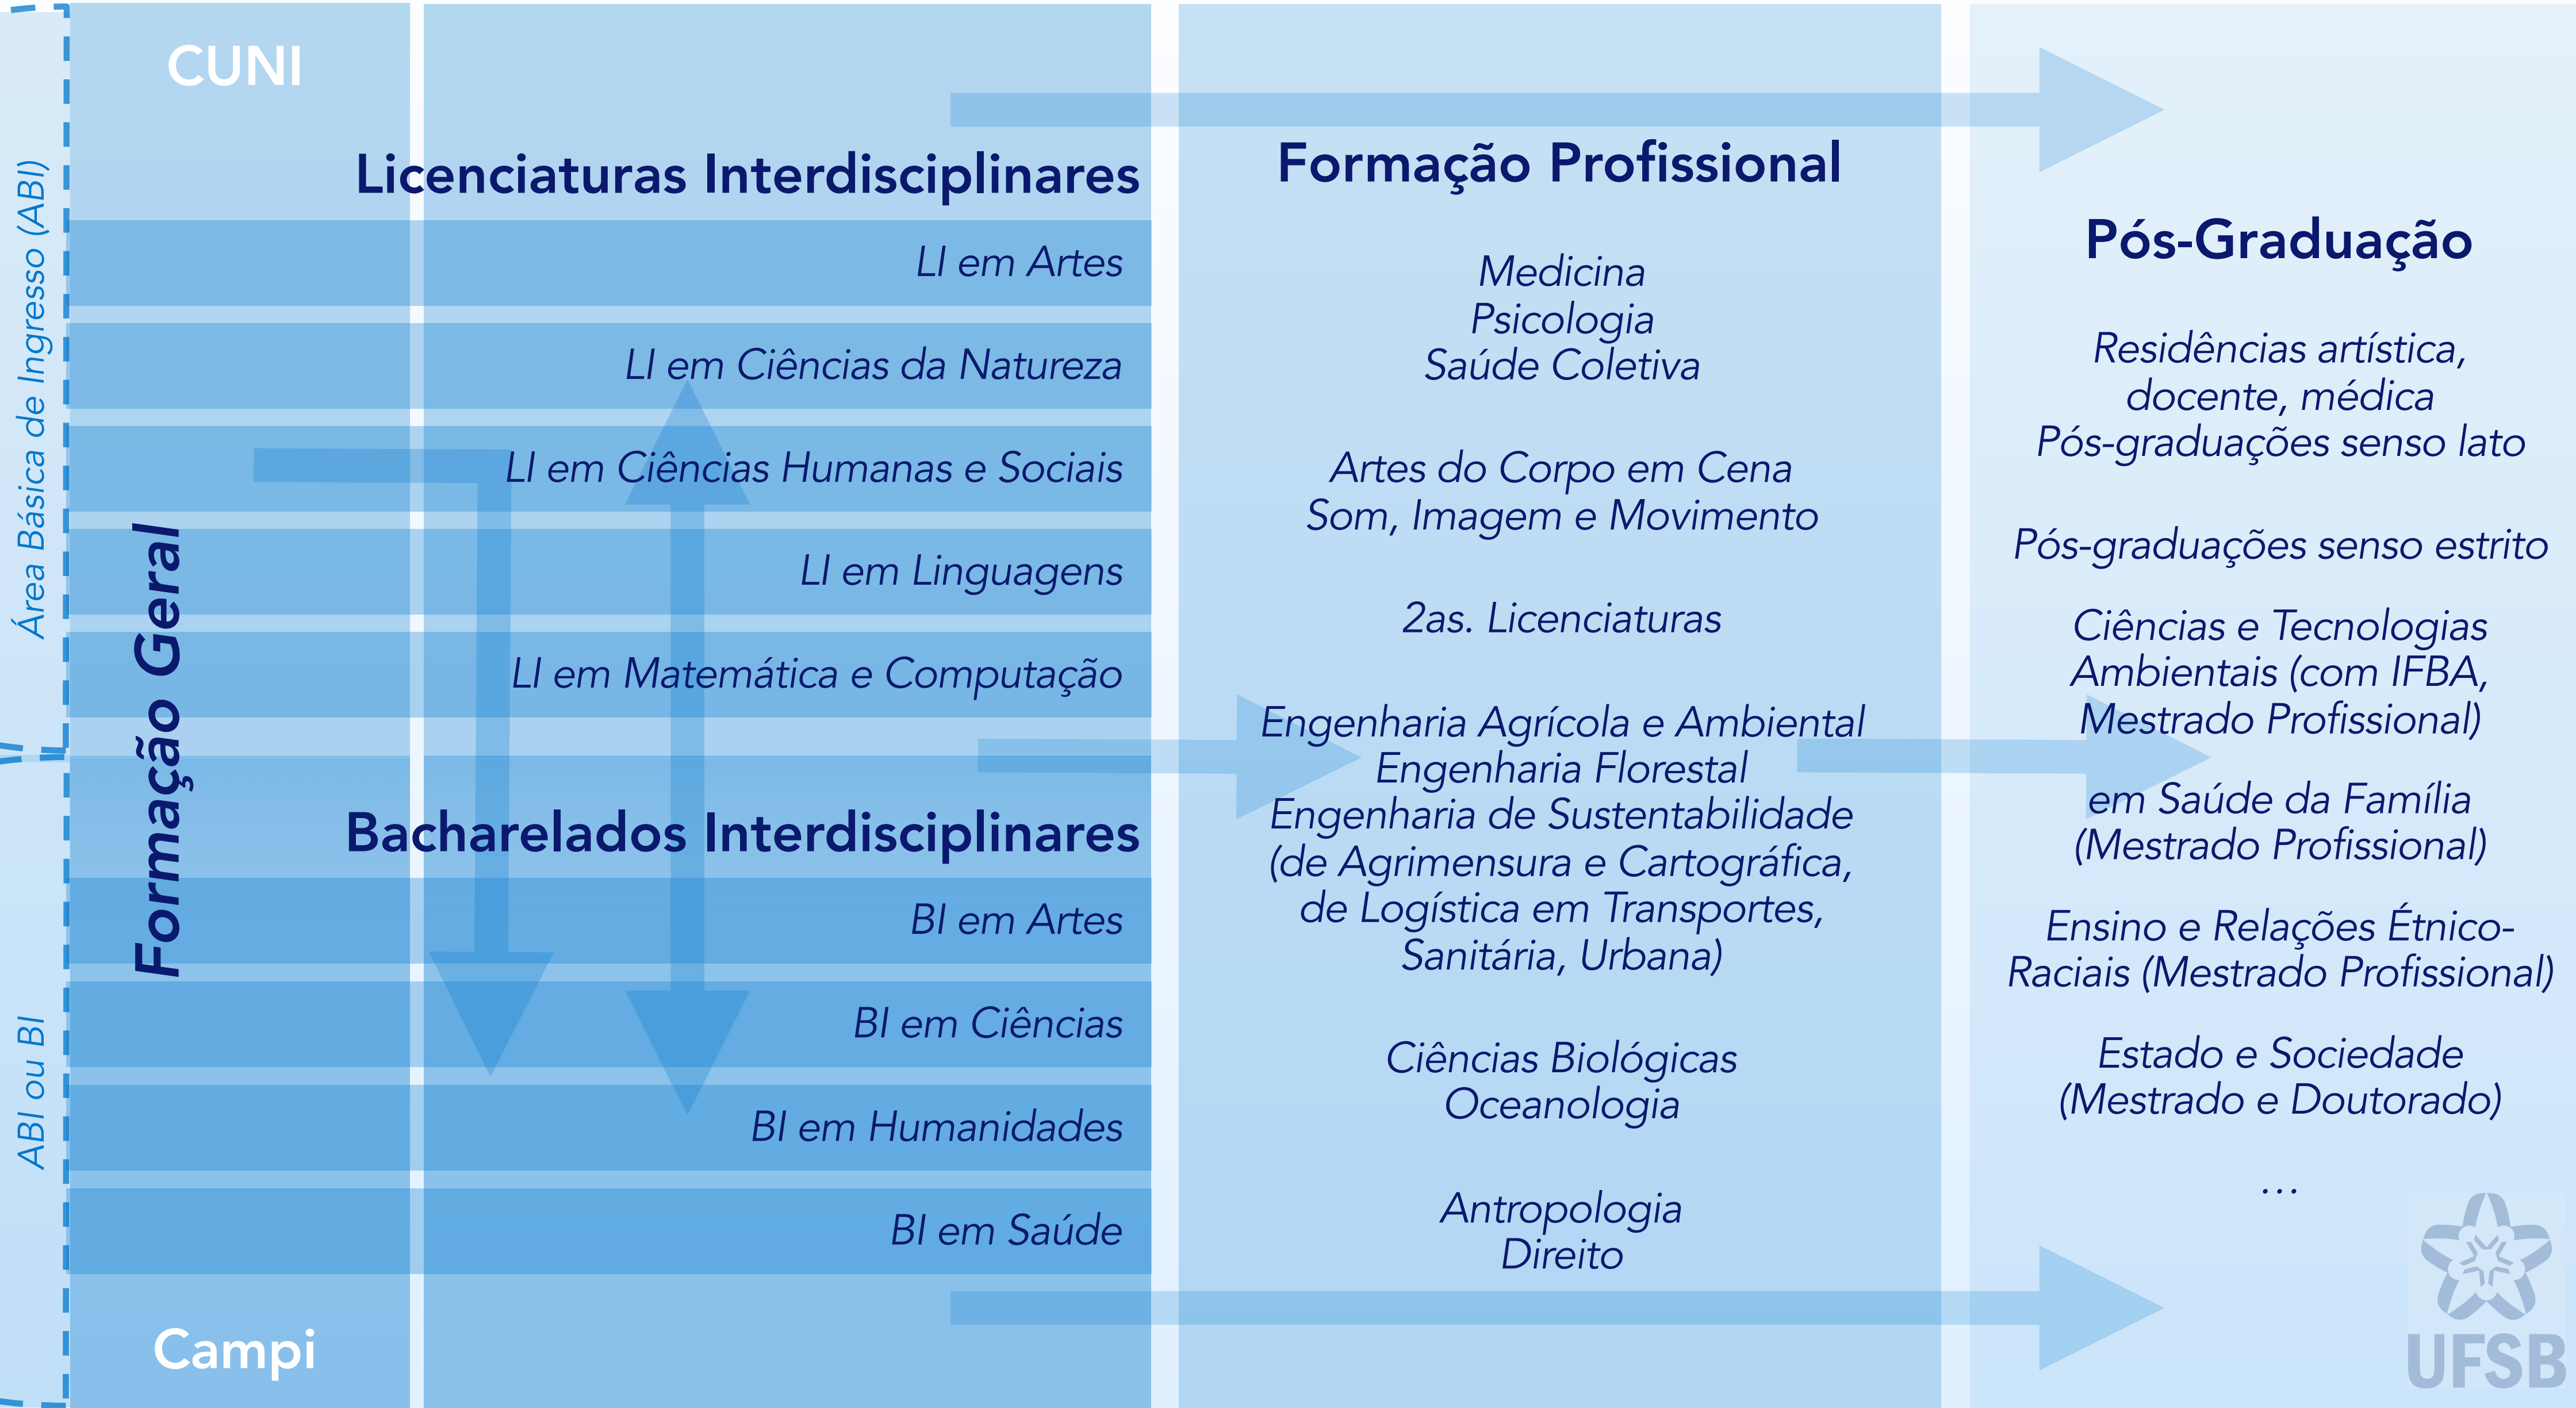 Área Básica de Ingresso (ABI)
ABI ou BI
CUNI
Formação Geral
Campi
Licenciaturas Interdisciplinares
LI em Artes
LI em Ciências da Natureza
LI em Ciências Humanas e Sociais
LI em Linguagens
LI em Matemática e Computação
Bacharelados Interdisciplinares
BI em Artes
BI em Ciências
BI em Humanidades
BI em Saúde
Formação Profissional
Medicina
Psicologia
Saúde Coletiva
Artes do Corpo em Cena
Som, Imagem e Movimento
2as. Licenciaturas
Engenharia Agrícola e Ambiental
Engenharia Florestal
Engenharia de Sustentabilidade
(de Agrimensura e Cartográfica,
de Logística em Transportes,
Sanitária, Urbana)
Ciências Biológicas
Oceanologia
Antropologia
Direito
Pós-Graduação
Residências artística,
docente, médica
Pós-graduações senso lato
Pós-graduações senso estrito
Ciências e Tecnologias
Ambientais (com IFBA,
Mestrado Profissional)
em Saúde da Família
(Mestrado Profissional)
Ensino e Relações Étnico-
Raciais (Mestrado Profissional)
Estado e Sociedade
(Mestrado e Doutorado)
…
UFSB